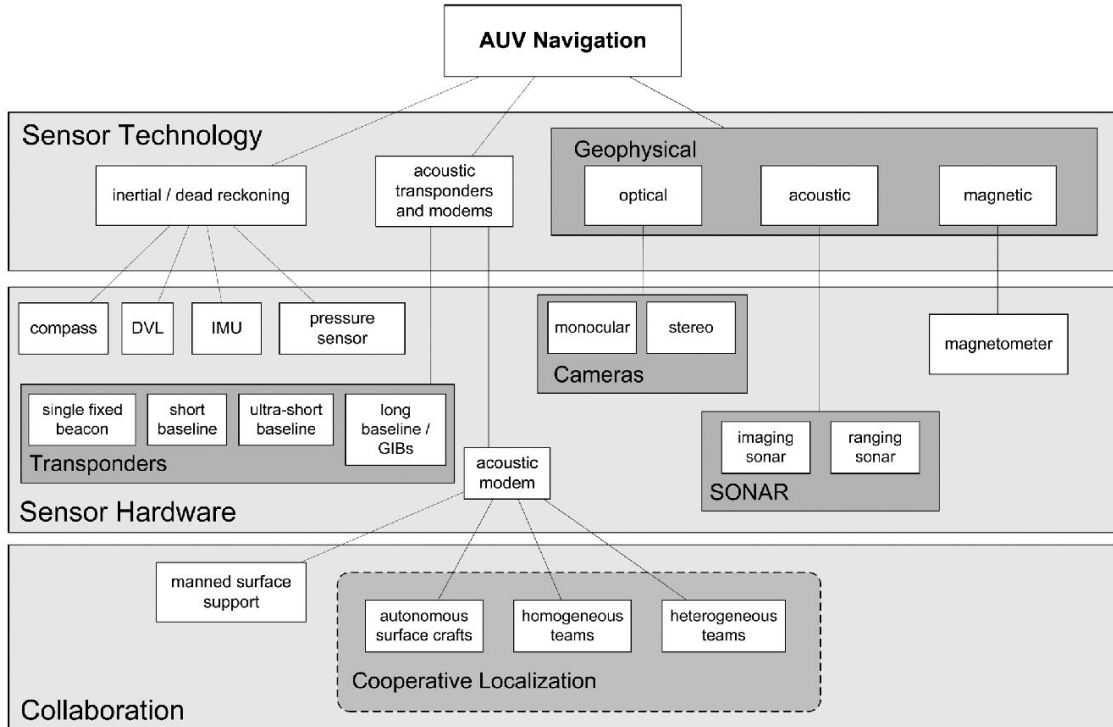 AUV Navigation
Sensor Technology
inertial / dead reckoning
acoustic
transponders
and modems
Geophysical
optical
acoustic
magnetic
compass
DVL
IMU
pressure
sensor
monocular
stereo
Cameras
magnetometer
single fixed
beacon
short
baseline
ultra-short
baseline
long
baseline /
GIBs
Transponders
acoustic
modem
imaging
sonar
ranging
sonar
SONAR
Sensor Hardware
manned surface
support
autonomous
surface crafts
homogeneous
teams
heterogeneous
teams
Cooperative Localization
Collaboration